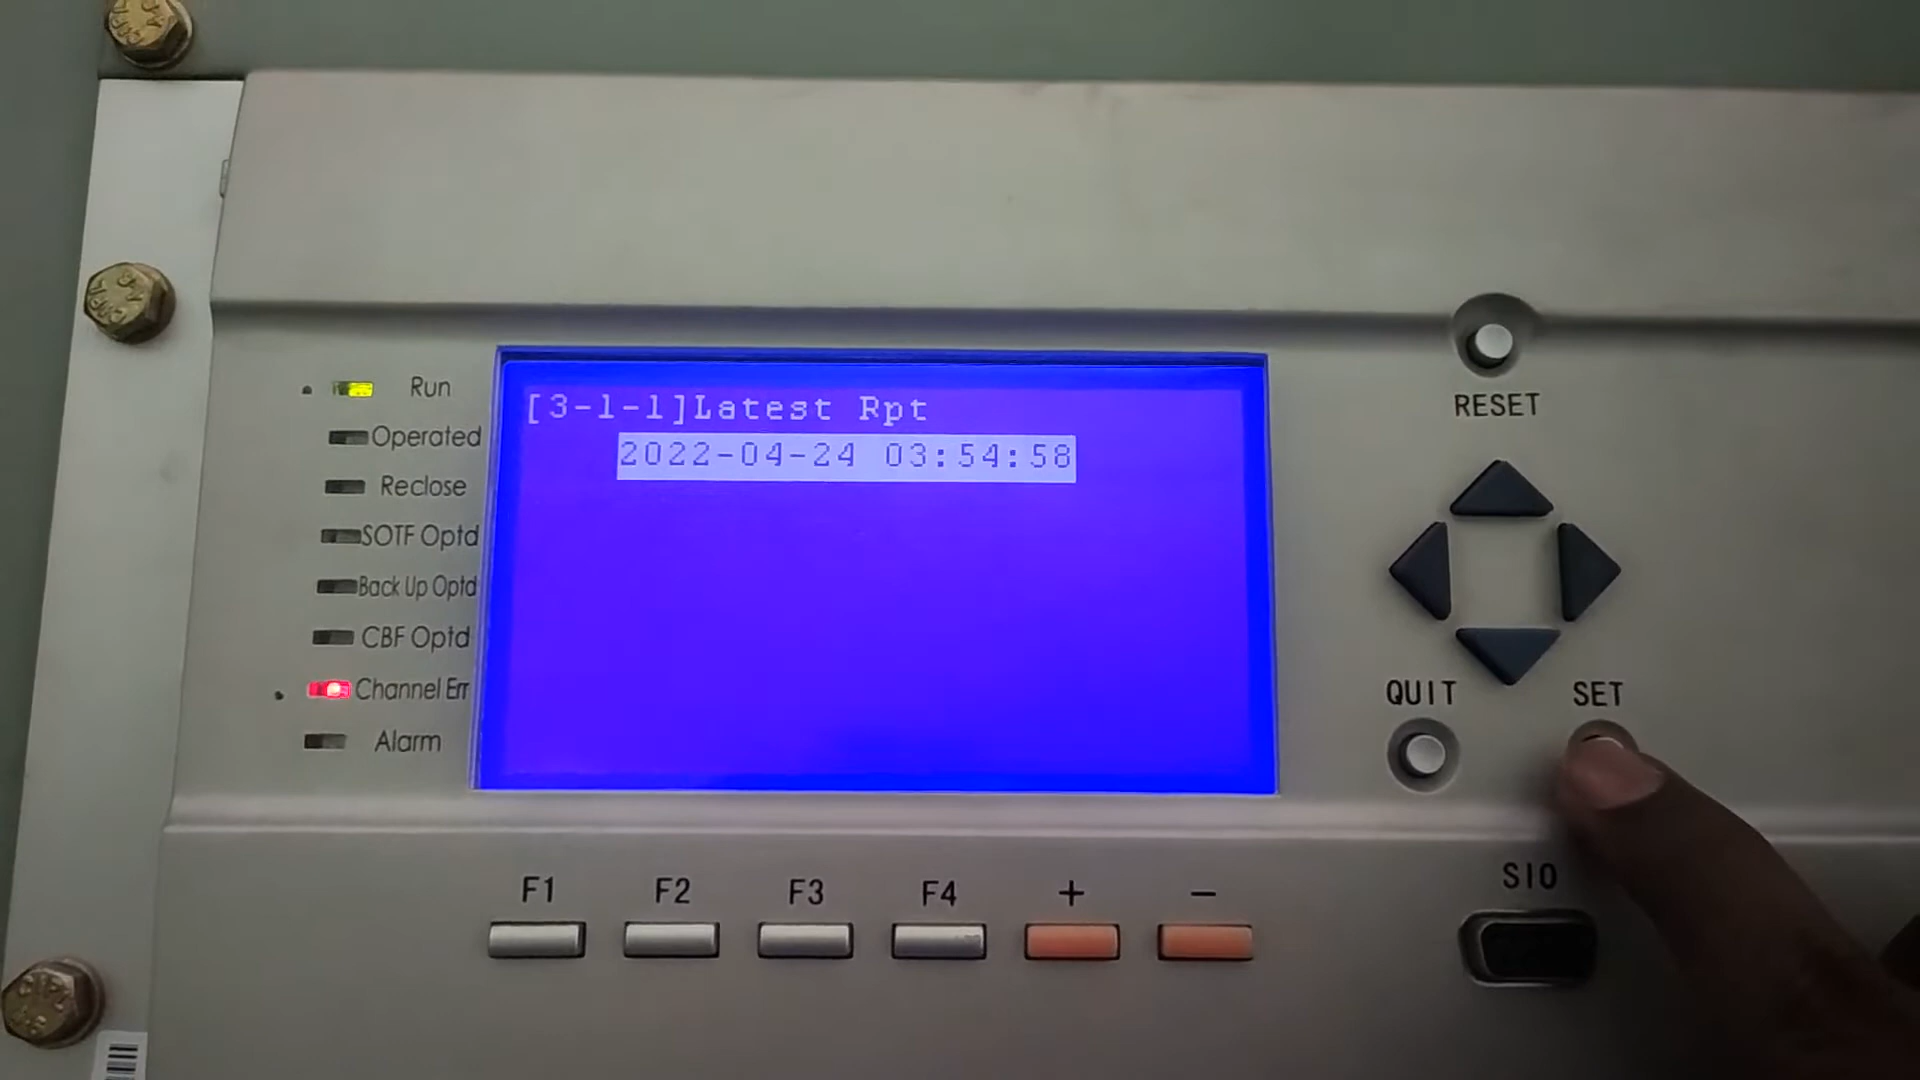 [3-1-1]Latest Rpt
2022-04-24 03:54:58
Run
Operated
Reclose
SOTF Optd
Back Up Optd
CBF Optd
Channel Err
Alarm
RESET
QUIT
SET
SIO
F1
F2
F3
F4
+
-